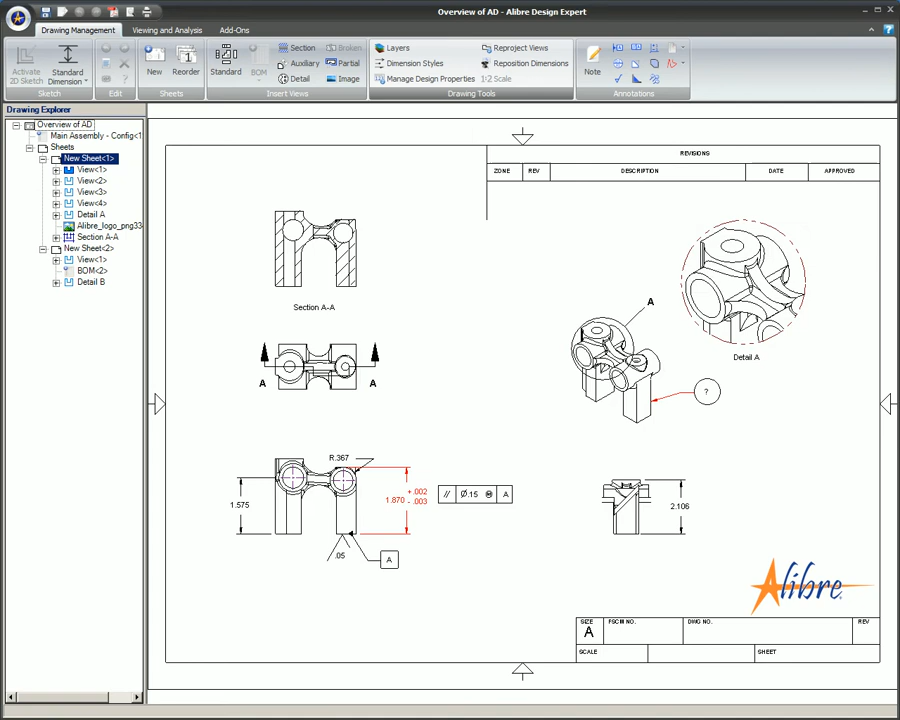 Overview of AD - Alibre Design Expert
Drawing Management
Viewing and Analysis
Add-Ons
Activate 2D Sketch
Standard Dimension
New
Reorder
Standard
BOM
Section
Broken
Auxiliary
Partial
Detail
Image
Layers
Dimension Styles
Manage Design Properties
Reproject Views
Reposition Dimensions
1:2 Scale
Note
Sketch
Edit
Sheets
Insert Views
Drawing Tools
Annotations
Drawing Explorer
Overview of AD
Main Assembly - Config<1
Sheets
New Sheet<1>
View<1>
View<2>
View<3>
View<4>
Detail A
Alibre_logo_png33
Section A-A
New Sheet<2>
View<1>
BOM<2>
Detail B
REVISIONS
ZONE REV DESCRIPTION DATE APPROVED
Section A-A
A
Detail A
A A
?
R.367
1.575
1.870 +.002 -.003
// Ø.15 Ⓜ A
.05
A
2.106
Alibre
SIZE
A
FSCM NO.
DWG NO.
REV
SCALE
SHEET